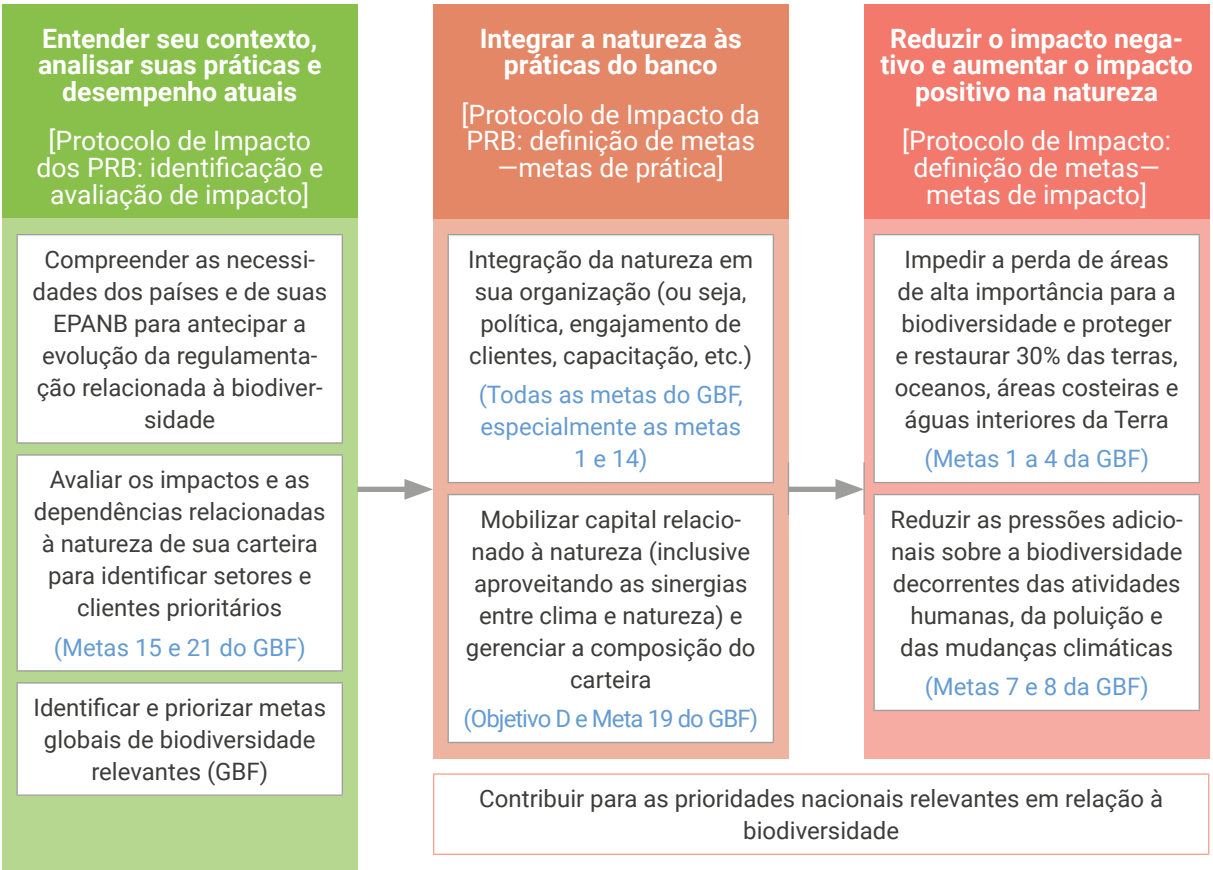 Entender seu contexto,
analisar suas práticas e
desempenho atuais
[Protocolo de Impacto
dos PRB: identificação e
avaliação de impacto]
Compreender as necessi-
dades dos países e de suas
EPANB para antecipar a
evolução da regulamenta-
ção relacionada à biodiver-
sidade
Avaliar os impactos e as
dependências relacionadas
à natureza de sua carteira
para identificar setores e
clientes prioritários
(Metas 15 e 21 do GBF)
Identificar e priorizar metas
globais de biodiversidade
relevantes (GBF)
Integrar a natureza às
práticas do banco
[Protocolo de Impacto da
PRB: definição de metas
—metas de prática]
Integração da natureza em
sua organização (ou seja,
política, engajamento de
clientes, capacitação, etc.)
(Todas as metas do GBF,
especialmente as metas
1 e 14)
Mobilizar capital relacio-
nado à natureza (inclusive
aproveitando as sinergias
entre clima e natureza) e
gerenciar a composição do
carteira
(Objetivo D e Meta 19 do GBF)
Reduzir o impacto nega-
tivo e aumentar o impacto
positivo na natureza
[Protocolo de Impacto:
definição de metas—
metas de impacto]
Impedir a perda de áreas
de alta importância para a
biodiversidade e proteger
e restaurar 30% das terras,
oceanos, áreas costeiras e
águas interiores da Terra
(Metas 1 a 4 da GBF)
Reduzir as pressões adicio-
nais sobre a biodiversidade
decorrentes das atividades
humanas, da poluição e
das mudanças climáticas
(Metas 7 e 8 da GBF)
Contribuir para as prioridades nacionais relevantes em relação à
biodiversidade